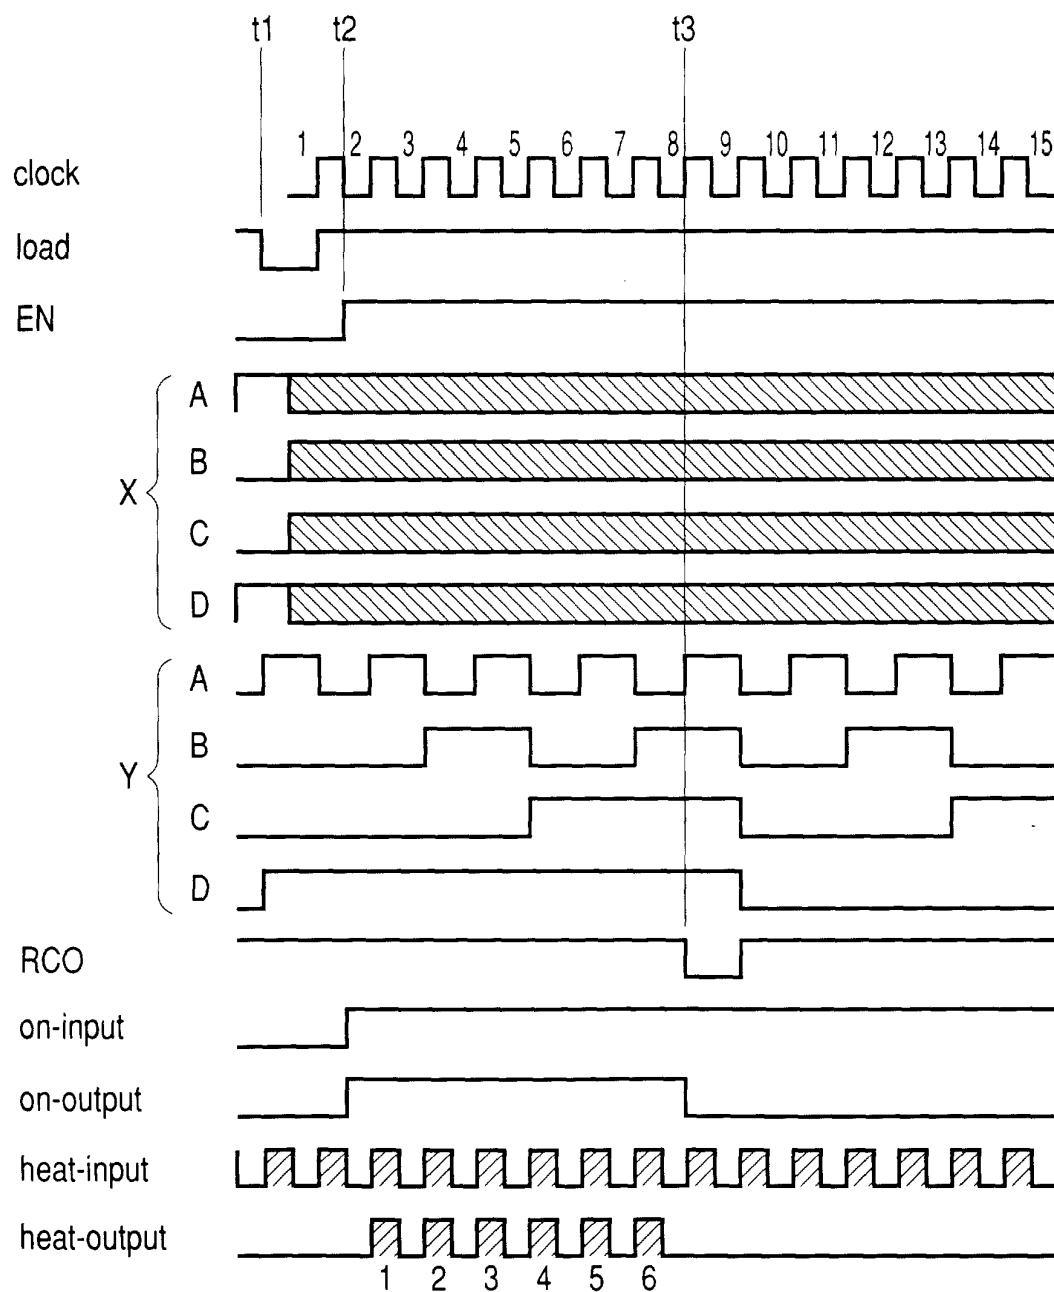 t1 t2 t3
1 2 3 4 5 6 7 8 9 10 11 12 13 14 15
clock
load
EN
X
A
B
C
D
Y
A
B
C
D
RCO
on-input
on-output
heat-input
heat-output
1 2 3 4 5 6